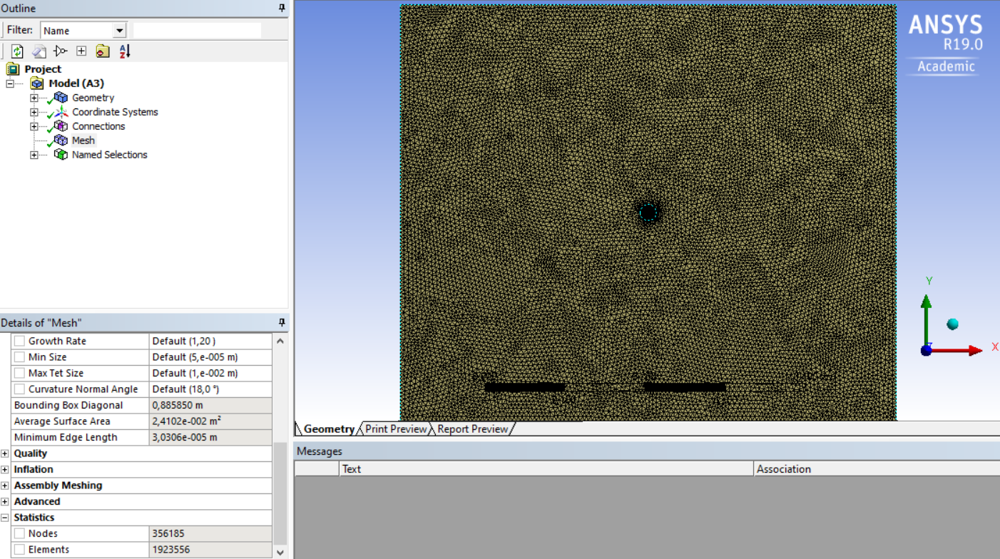 Outline
Filter: Name
Project
Model (A3)
Geometry
Coordinate Systems
Connections
Mesh
Named Selections
Details of "Mesh"
Growth Rate Default (1,20 )
Min Size Default (5,e-005 m)
Max Tet Size Default (1,e-002 m)
Curvature Normal Angle Default (18,0 °)
Bounding Box Diagonal 0,885850 m
Average Surface Area 2,4102e-002 m²
Minimum Edge Length 3,0306e-005 m
Quality
Inflation
Assembly Meshing
Advanced
Statistics
Nodes 356185
Elements 1923556
ANSYS
R19.0
Academic
Y
Z
X
Geometry Print Preview Report Preview
Messages
Text Association